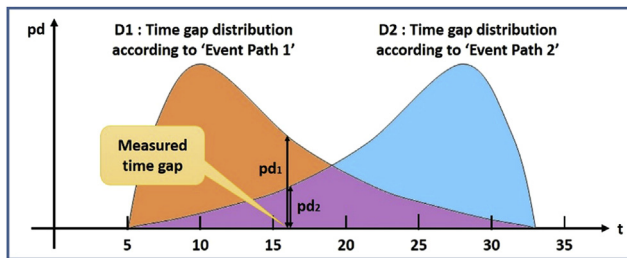 pd
D1 : Time gap distribution
according to ‘Event Path 1’
D2 : Time gap distribution
according to ‘Event Path 2’
Measured
time gap
pd1
pd2
5 10 15 20 25 30 35 t